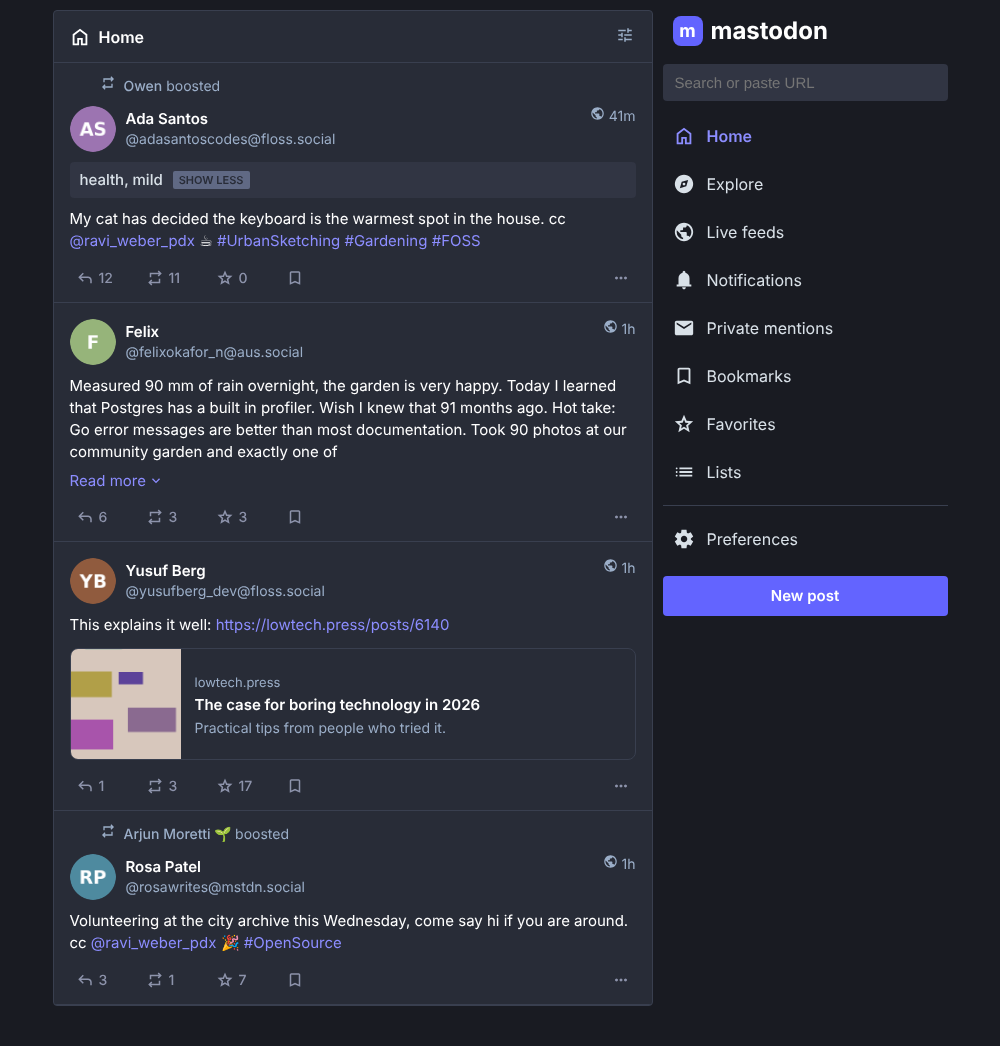 Home
Owen boosted
AS
Ada Santos
41m
@adasantoscodes@floss.social
health, mild SHOW LESS
My cat has decided the keyboard is the warmest spot in the house. cc
@ravi_weber_pdx ☕ #UrbanSketching #Gardening #FOSS
12 11 0
F
Felix
1h
@felixokafor_n@aus.social
Measured 90 mm of rain overnight, the garden is very happy. Today I learned
that Postgres has a built in profiler. Wish I knew that 91 months ago. Hot take:
Go error messages are better than most documentation. Took 90 photos at our
community garden and exactly one of
Read more
6 3 3
YB
Yusuf Berg
1h
@yusufberg_dev@floss.social
This explains it well: https://lowtech.press/posts/6140
lowtech.press
The case for boring technology in 2026
Practical tips from people who tried it.
1 3 17
Arjun Moretti 🌱 boosted
RP
Rosa Patel
1h
@rosawrites@mstdn.social
Volunteering at the city archive this Wednesday, come say hi if you are around.
cc @ravi_weber_pdx 🎉 #OpenSource
3 1 7
m mastodon
Search or paste URL
Home
Explore
Live feeds
Notifications
Private mentions
Bookmarks
Favorites
Lists
Preferences
New post